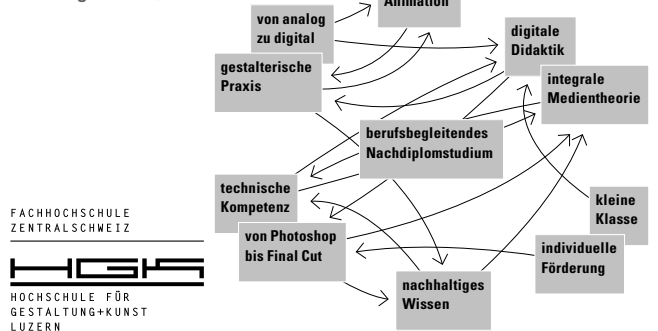 Animation
von analog
zu digital
digitale
Didaktik
gestalterische
Praxis
integrale
Medientheorie
berufsbegleitendes
Nachdiplomstudium
technische
Kompetenz
kleine
Klasse
von Photoshop
bis Final Cut
individuelle
Förderung
nachhaltiges
Wissen
FACHHOCHSCHULE
ZENTRALSCHWEIZ
HGK
HOCHSCHULE FÜR
GESTALTUNG+KUNST
LUZERN